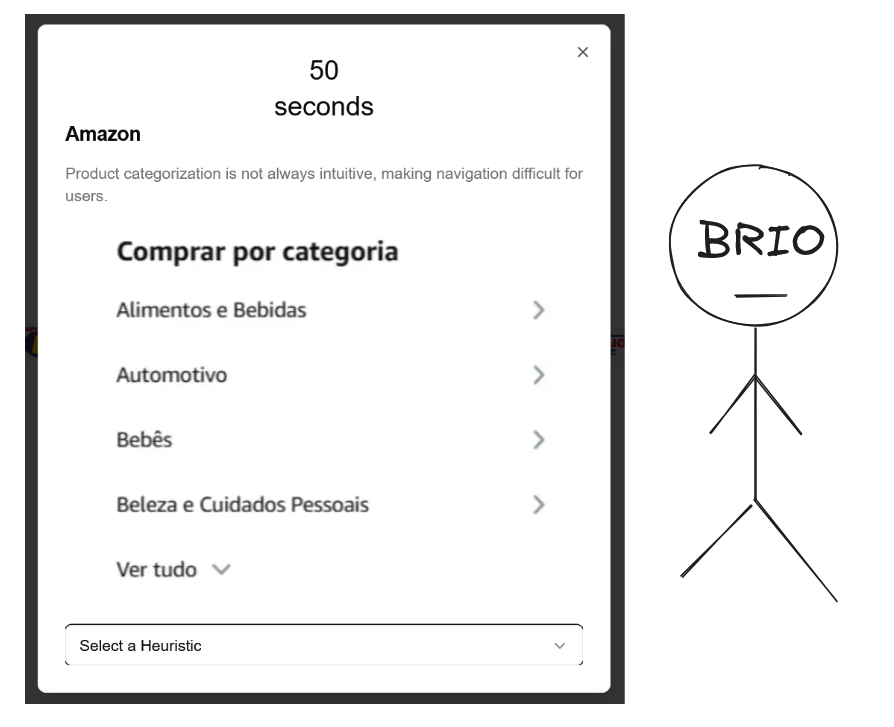 50
seconds
Amazon
Product categorization is not always intuitive, making navigation difficult for
users.
Comprar por categoria
Alimentos e Bebidas
Automotivo
Bebês
Beleza e Cuidados Pessoais
Ver tudo
Select a Heuristic
BRIO